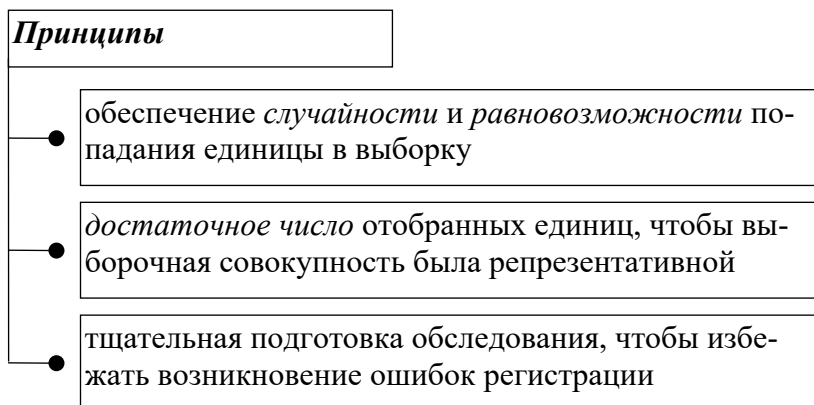 Принципы
обеспечение случайности и равновозможности по-
падания единицы в выборку
достаточное число отобранных единиц, чтобы вы-
борочная совокупность была репрезентативной
тщательная подготовка обследования, чтобы избе-
жать возникновение ошибок регистрации